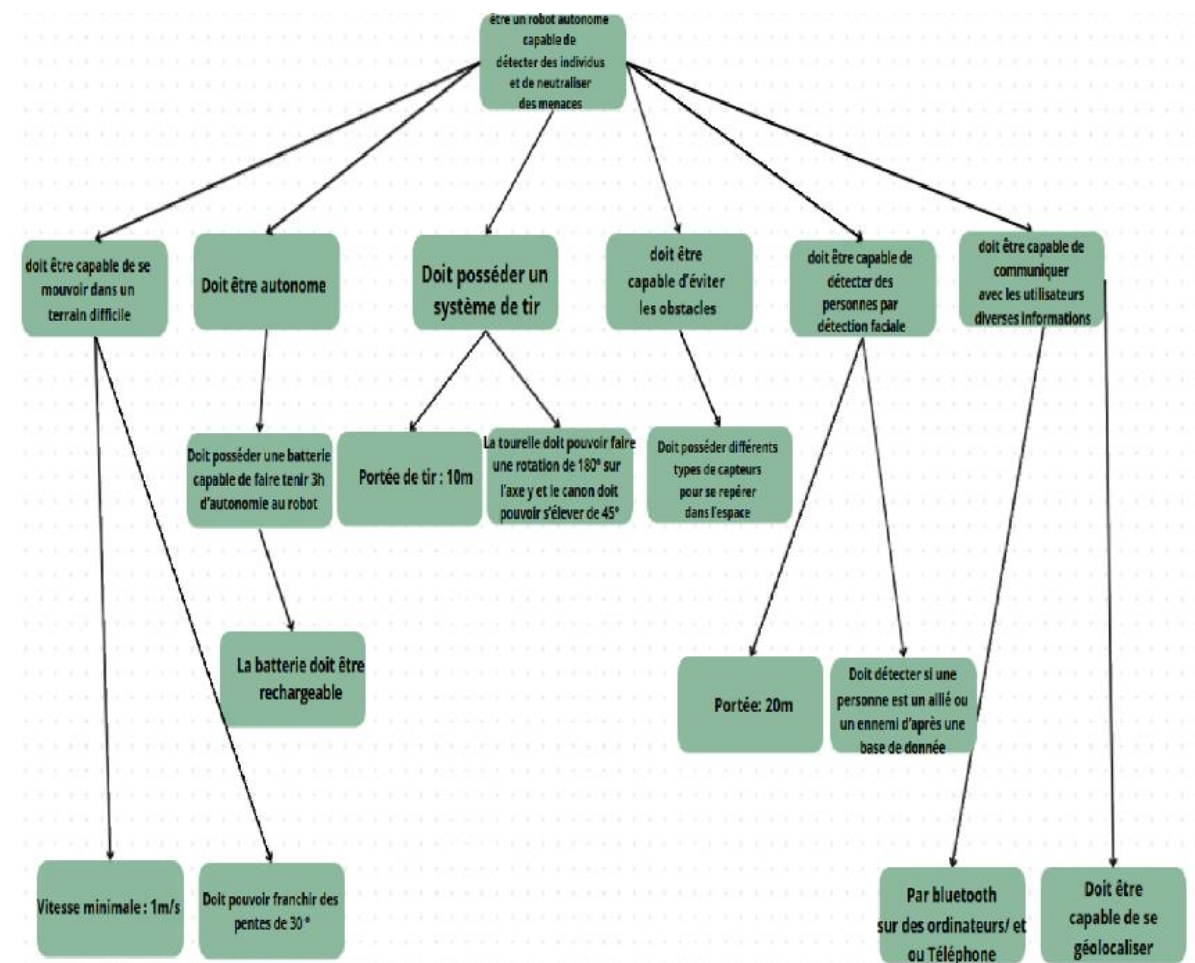 être un robot autonome
capable de
détecter des individus
et de neutraliser
des menaces
doit être capable de se
mouvoir dans un
terrain difficile
Doit être autonome
Doit posséder un
système de tir
doit être
capable d'éviter
les obstacles
doit être capable de
détecter des
personnes par
détection faciale
doit être capable de
communiquer
avec les utilisateurs
diverses informations
Doit posséder une batterie
capable de faire tenir 3h
d'autonomie au robot
Portée de tir : 10m
La tourelle doit pouvoir faire
une rotation de 180° sur
l'axe y et le canon doit
pouvoir s'élever de 45°
Doit posséder différents
types de capteurs
pour se repérer
dans l'espace
La batterie doit être
rechargeable
Portée: 20m
Doit détecter si une
personne est un allié ou
un ennemi d'après une
base de donnée
Vitesse minimale : 1m/s
Doit pouvoir franchir des
pentes de 30 °
Par bluetooth
sur des ordinateurs/ et
ou Téléphone
Doit être
capable de se
géolocaliser